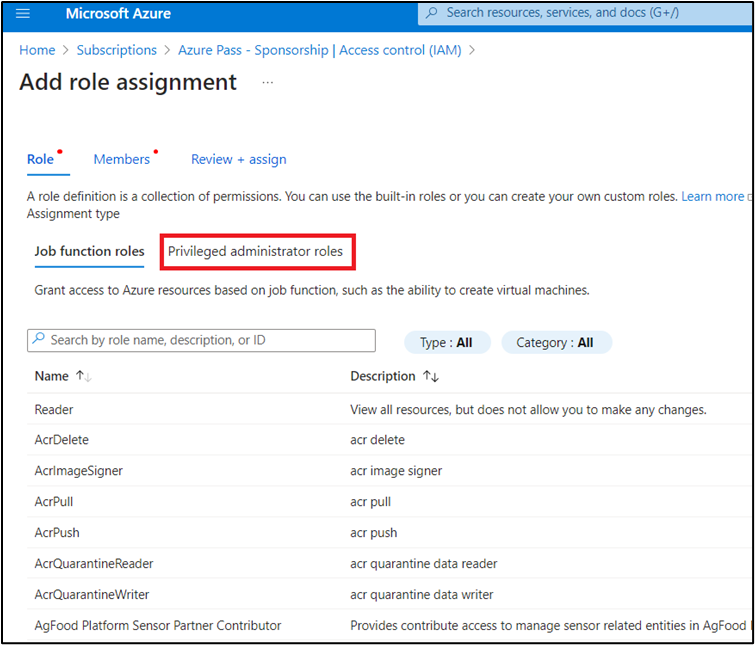 Microsoft Azure
Search resources, services, and docs (G+/)
Home > Subscriptions > Azure Pass - Sponsorship | Access control (IAM) >
Add role assignment ...
Role Members Review + assign
A role definition is a collection of permissions. You can use the built-in roles or you can create your own custom roles. Learn more
Assignment type
Job function roles Privileged administrator roles
Grant access to Azure resources based on job function, such as the ability to create virtual machines.
Search by role name, description, or ID Type : All Category : All
Name ↑↓ Description ↑↓
Reader View all resources, but does not allow you to make any changes.
AcrDelete acr delete
AcrImageSigner acr image signer
AcrPull acr pull
AcrPush acr push
AcrQuarantineReader acr quarantine data reader
AcrQuarantineWriter acr quarantine data writer
AgFood Platform Sensor Partner Contributor Provides contribute access to manage sensor related entities in AgFood